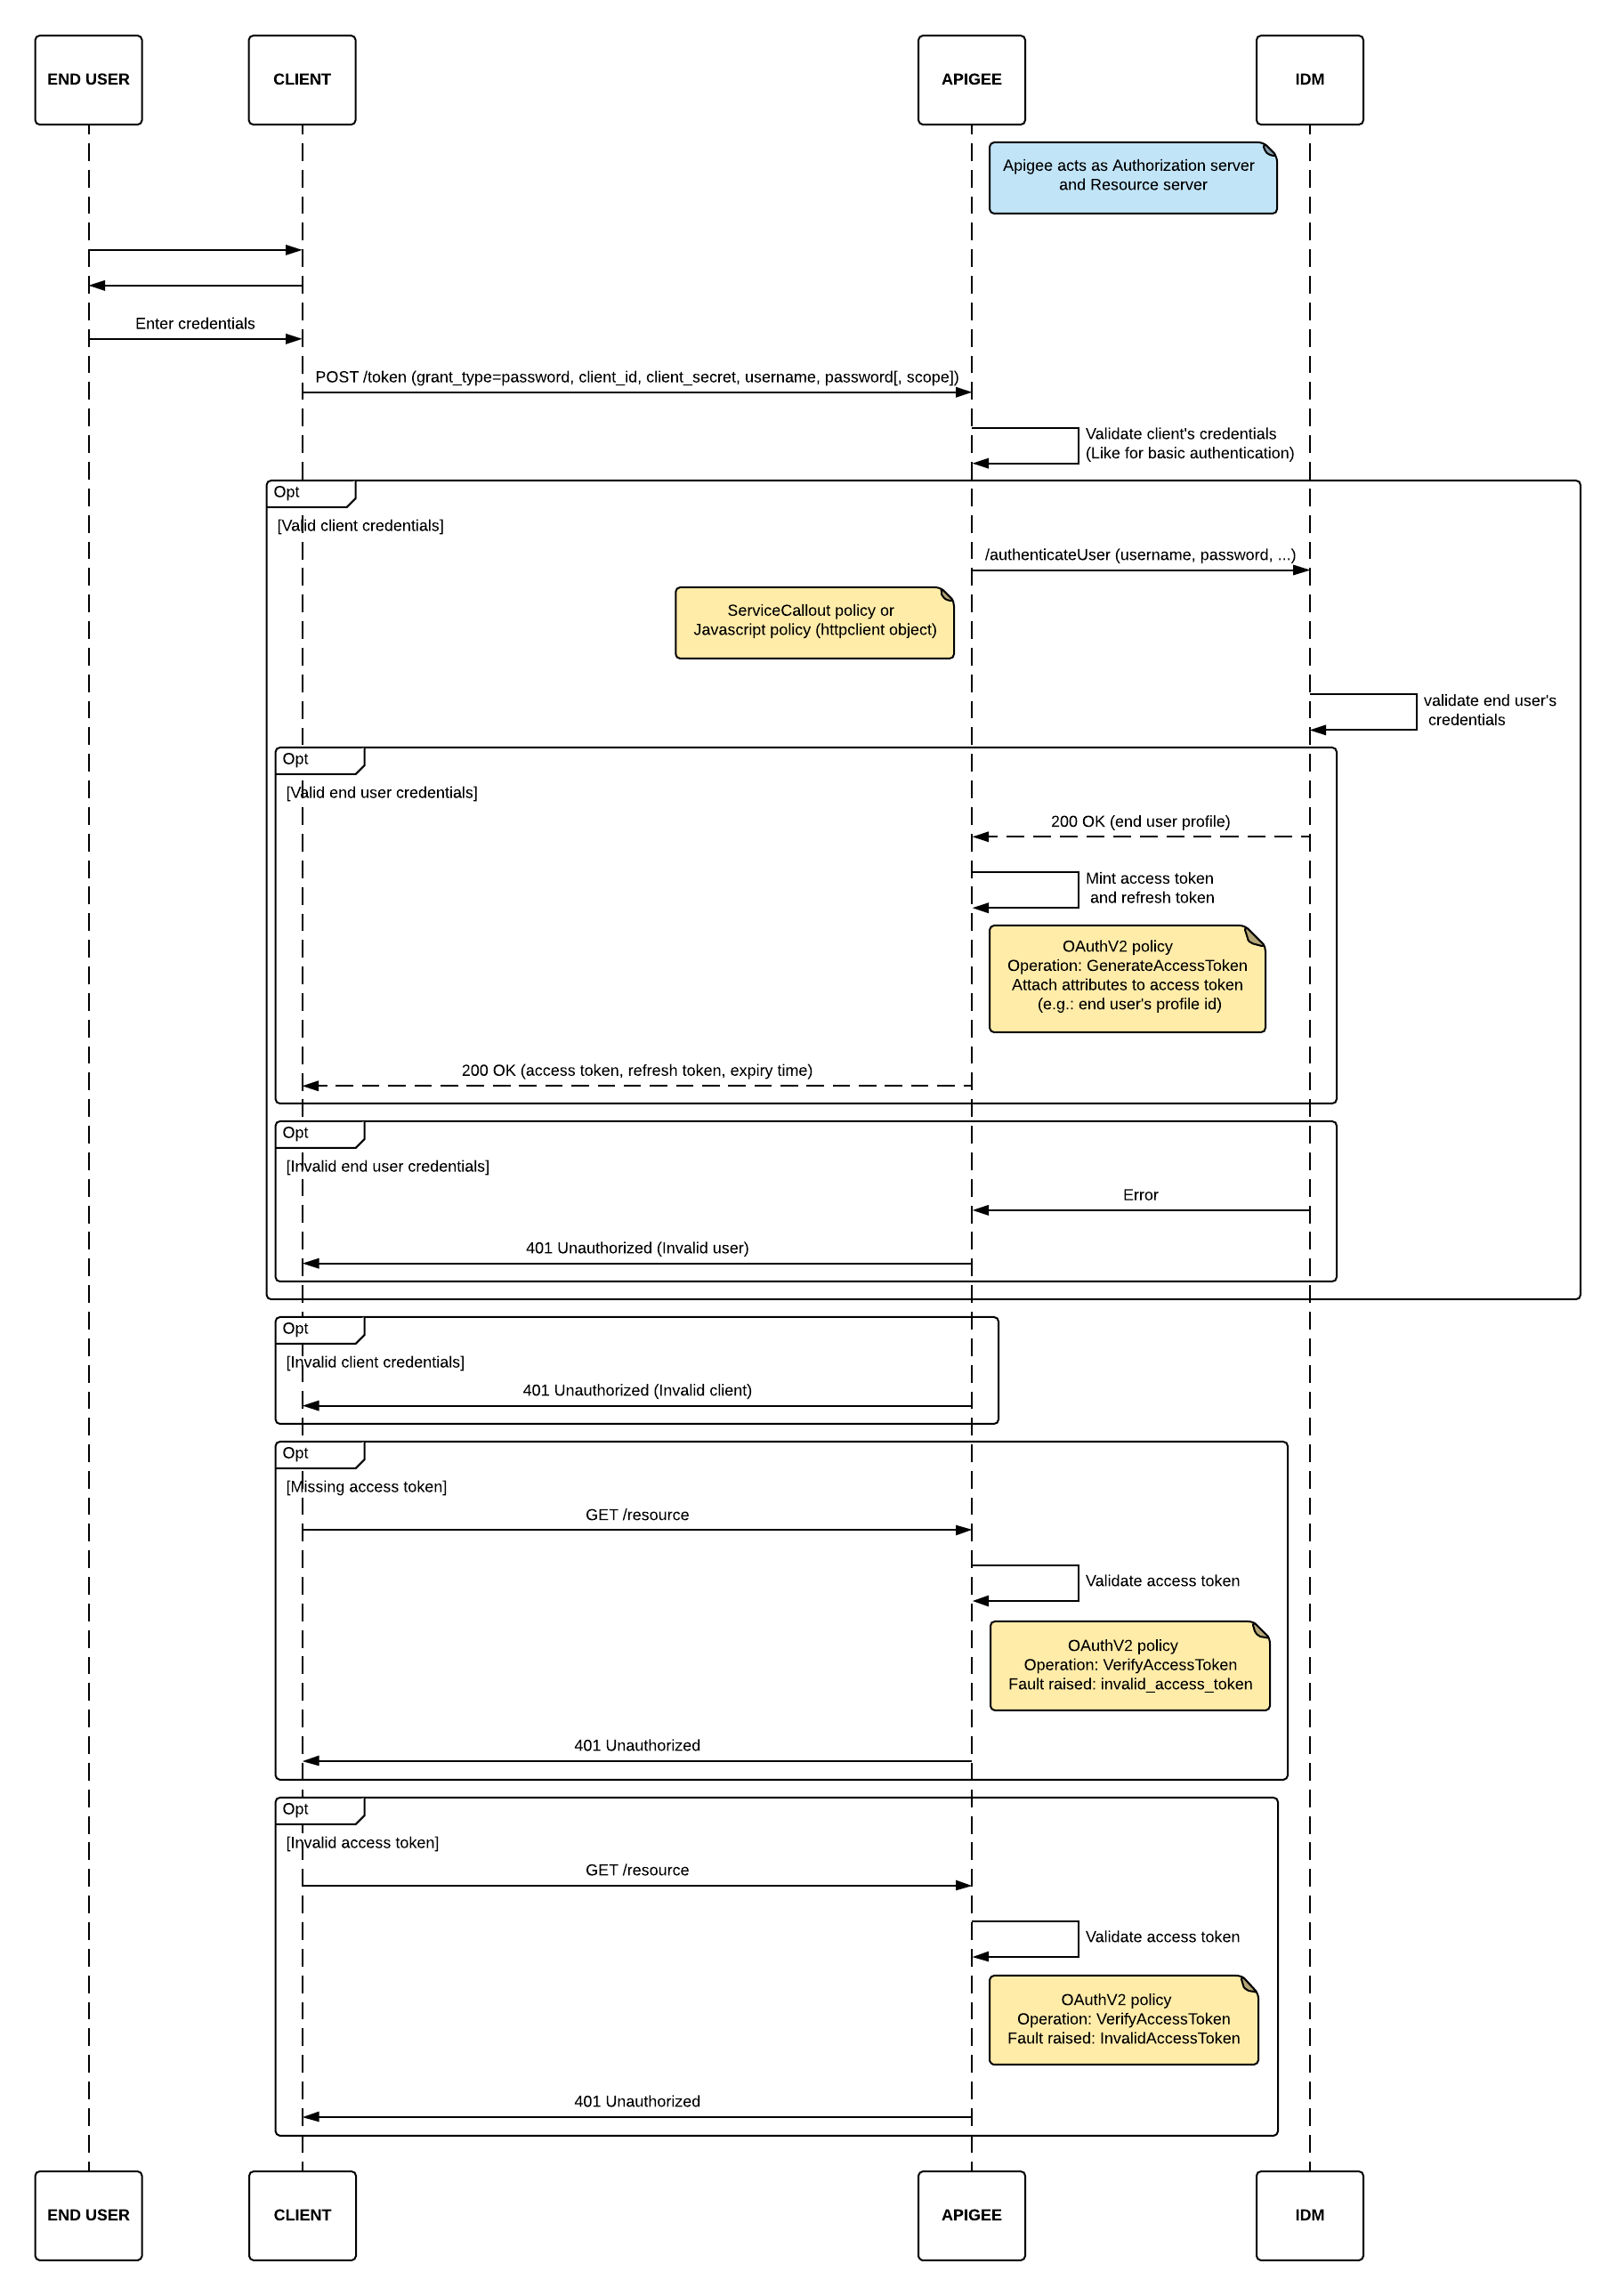 END USER
CLIENT
APIGEE
IDM
Apigee acts as Authorization server
and Resource server
Enter credentials
POST /token (grant_type=password, client_id, client_secret, username, password[, scope])
Validate client's credentials
(Like for basic authentication)
Opt
[Valid client credentials]
/authenticateUser (username, password, ...)
ServiceCallout policy or
Javascript policy (httpclient object)
validate end user's
credentials
Opt
[Valid end user credentials]
200 OK (end user profile)
Mint access token
and refresh token
OAuthV2 policy
Operation: GenerateAccessToken
Attach attributes to access token
(e.g.: end user's profile id)
200 OK (access token, refresh token, expiry time)
Opt
[Invalid end user credentials]
Error
401 Unauthorized (Invalid user)
Opt
[Invalid client credentials]
401 Unauthorized (Invalid client)
Opt
[Missing access token]
GET /resource
Validate access token
OAuthV2 policy
Operation: VerifyAccessToken
Fault raised: invalid_access_token
401 Unauthorized
Opt
[Invalid access token]
GET /resource
Validate access token
OAuthV2 policy
Operation: VerifyAccessToken
Fault raised: InvalidAccessToken
401 Unauthorized
END USER
CLIENT
APIGEE
IDM